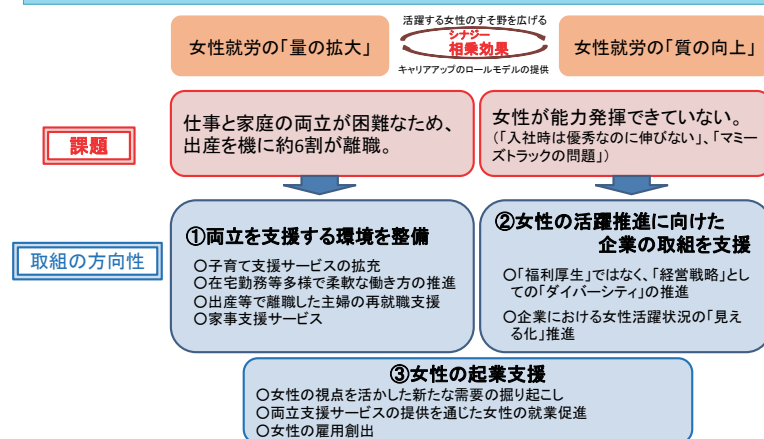 女性就労の「量の拡大」
活躍する女性のすそ野を広げる
シナジー
相乗効果
キャリアアップのロールモデルの提供
女性就労の「質の向上」
課題
仕事と家庭の両立が困難なため、
出産を機に約6割が離職。
女性が能力発揮できていない。
(「入社時は優秀なのに伸びない」、「マミー
ズトラックの問題」)
取組の方向性
①両立を支援する環境を整備
○子育て支援サービスの拡充
○在宅勤務等多様で柔軟な働き方の推進
○出産等で離職した主婦の再就職支援
○家事支援サービス
②女性の活躍推進に向けた
企業の取組を支援
○「福利厚生」ではなく、「経営戦略」とし
ての「ダイバーシティ」の推進
○企業における女性活躍状況の「見え
る化」推進
③女性の起業支援
○女性の視点を活かした新たな需要の掘り起こし
○両立支援サービスの提供を通じた女性の就業促進
○女性の雇用創出